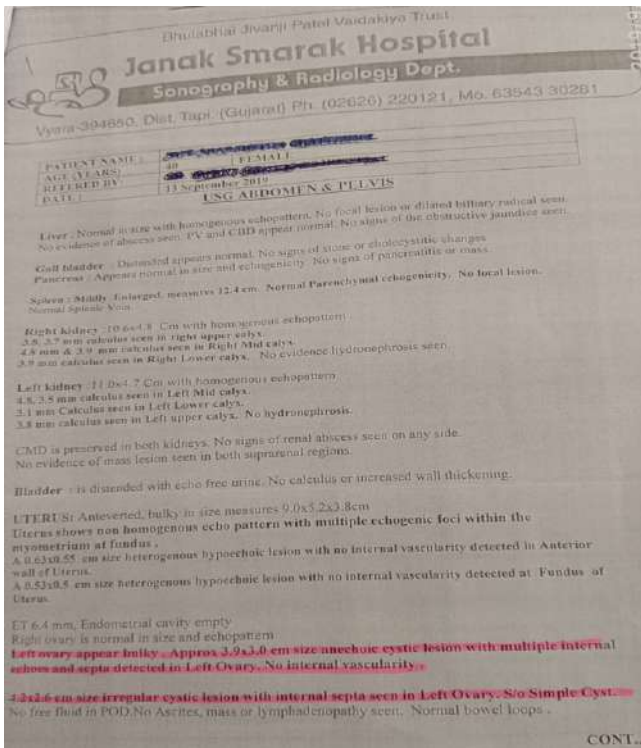 Bhulabhai Jivanji Patel Vaidakiya Trust
Janak Smarak Hospital
Sonography & Radiology Dept.
Vyara-394650, Dist. Tapi. (Gujarat) Ph. (02626) 220121, Mo. 63543 30281
PATIENT NAME :
AGE (YEARS) 40 FEMALE
REFERED BY
DATE : 13 September 2019
USG ABDOMEN & PELVIS
Liver : Normal in size with homogenous echopattern. No focal lesion or dilated billiary radical seen.
No evidence of abscess seen. PV and CBD appear normal. No signs of the obstructive jaundice seen.
Gall bladder : Distended appears normal. No signs of stone or cholecystitic changes
Pancreas : Appears normal in size and echogenicity. No signs of pancreatitis or mass.
Spleen : Mildly Enlarged, measures 12.4 cm. Normal Parenchymal echogenicity. No focal lesion.
Normal Splenic Vein.
Right kidney :10.6x4.8 Cm with homogenous echopattern
3.8, 3.7 mm calculus seen in right upper calyx.
4.8 mm & 3.9 mm calculus seen in Right Mid calyx
3.9 mm calculus seen in Right Lower calyx. No evidence hydronephrosis seen.
Left kidney :11.0x4.7 Cm with homogenous echopattern
4.8, 3.5 mm calculus seen in Left Mid calyx.
3.1 mm Calculus seen in Left Lower calyx.
3.8 mm calculus seen in Left upper calyx. No hydronephrosis.
CMD is preserved in both kidneys. No signs of renal abscess seen on any side.
No evidence of mass lesion seen in both suprarenal regions.
Bladder : is distended with echo free urine. No calculus or increased wall thickening.
UTERUS: Anteverted, bulky in size measures 9.0x5.2x3.8cm
Uterus shows non homogenous echo pattern with multiple echogenic foci within the
myometrium at fundus .
A 0.63x0.55 cm size heterogenous hypoechoic lesion with no internal vascularity detected in Anterior
wall of Uterus.
A 0.53x0.5 cm size heterogenous hypoechoic lesion with no internal vascularity detected at Fundus of
Uterus.
ET 6.4 mm, Endometrial cavity empty
Right ovary is normal in size and echopattern
Left ovary appear bulky . Approx 3.9x3.0 cm size anechoic cystic lesion with multiple internal
echoes and septa detected in Left Ovary. No internal vascularity .
4.2x2.6 cm size irregular cystic lesion with internal septa seen in Left Ovary. S/o Simple Cyst.
No free fluid in POD.No Ascites, mass or lymphadenopathy seen. Normal bowel loops .
CONT.